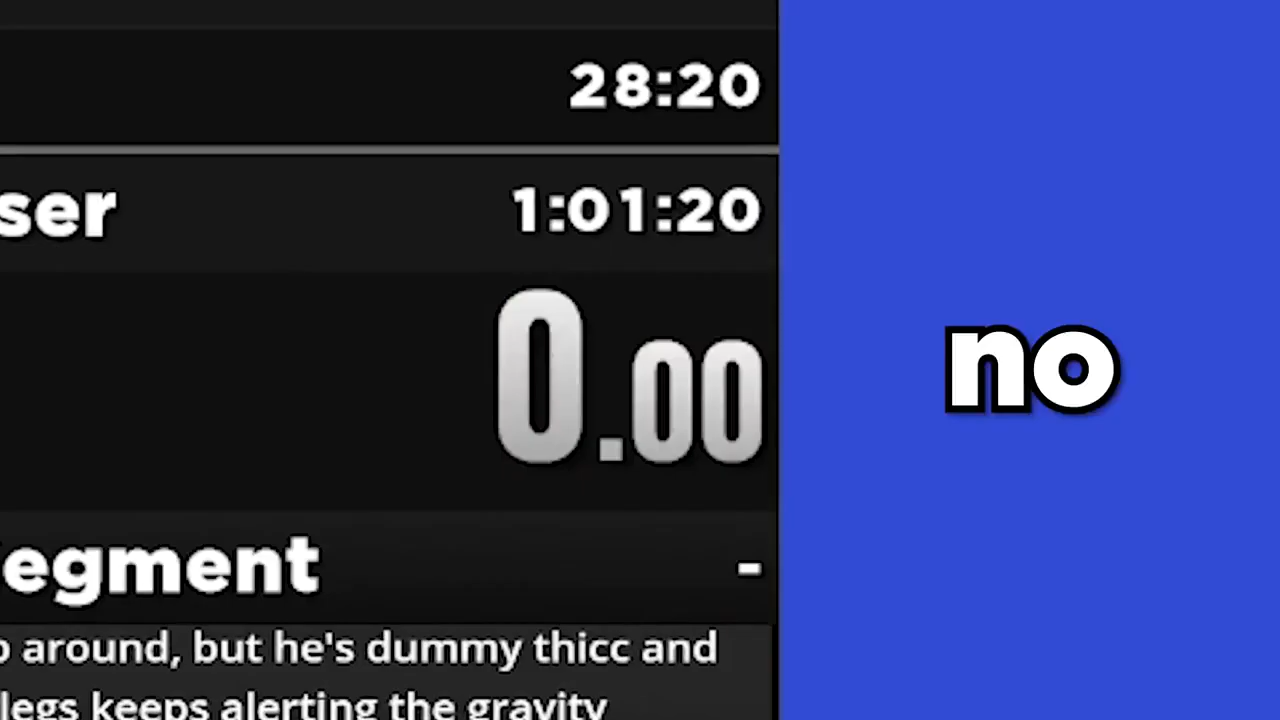 28:20
ser 1:01:20
0.00
no
egment -
around, but he's dummy thicc and
legs keeps alerting the gravity